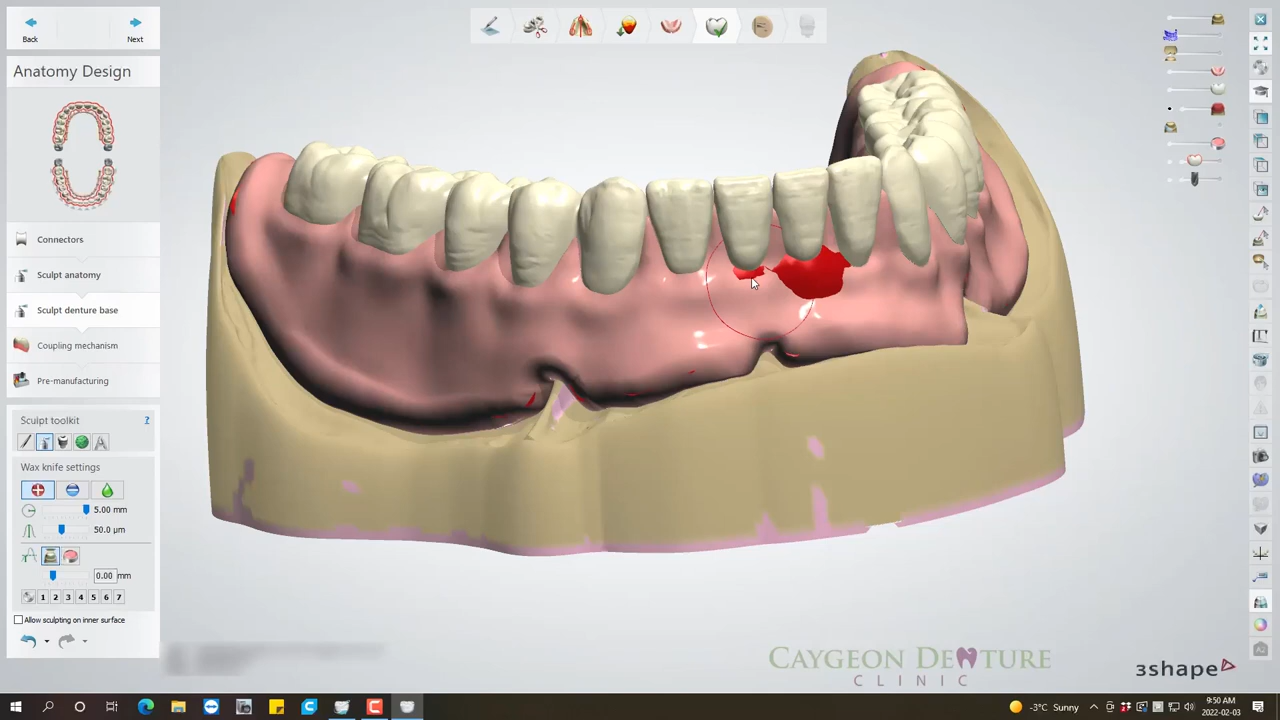 Back
Next
Anatomy Design
Connectors
Sculpt anatomy
Sculpt denture base
Coupling mechanism
Pre-manufacturing
Sculpt toolkit
?
Wax knife settings
5.00 mm
50.0 µm
0.00 mm
1 2 3 4 5 6 7
Allow sculpting on inner surface
CAYGEON DENTURE
CLINIC
3shape
-3°C Sunny
9:50 AM
2022-02-03